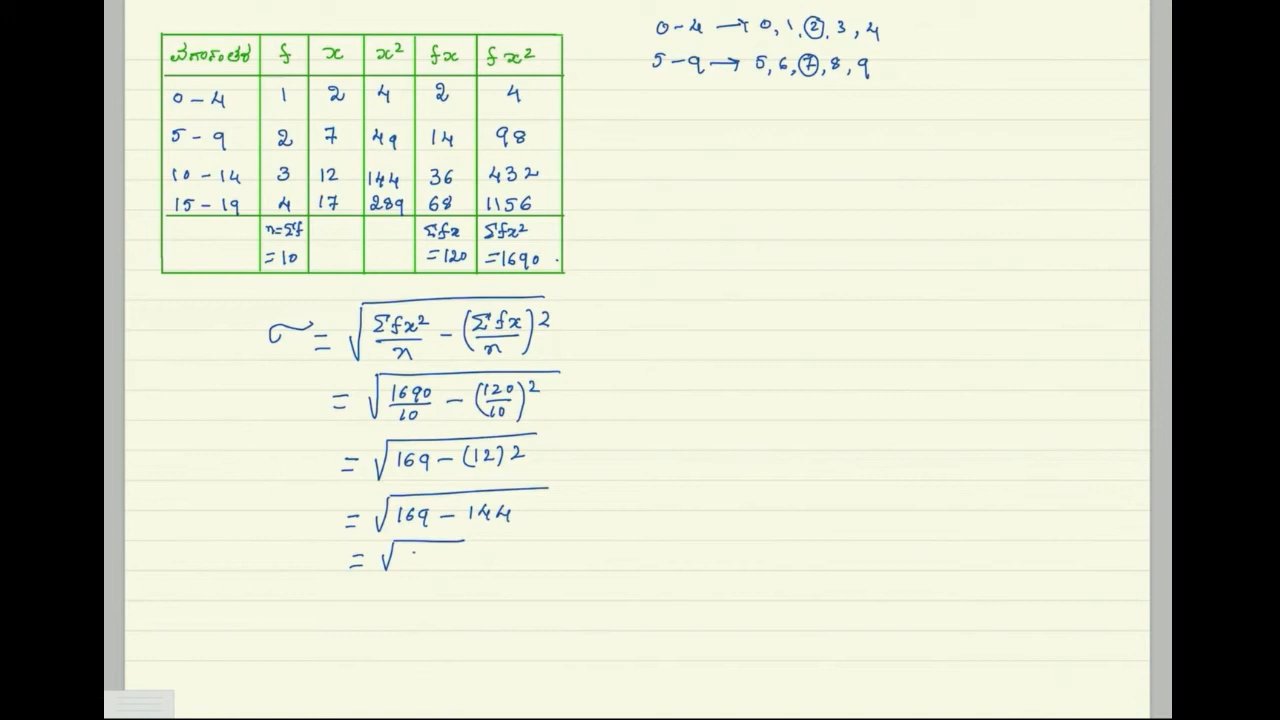 ವರ್ಗಾಂತರ f x x² fx fx²
0-4 1 2 4 2 4
5-9 2 7 49 14 98
10-14 3 12 144 36 432
15-19 4 17 289 68 1156
n=Σf Σfx Σfx²
=10 =120 =1690
0-4 → 0, 1, 2, 3, 4
5-9 → 5, 6, 7, 8, 9
σ = √(Σfx²/n - (Σfx/n)²)
= √(1690/10 - (120/10)²)
= √(169 - (12)2)
= √(169 - 144)
= √